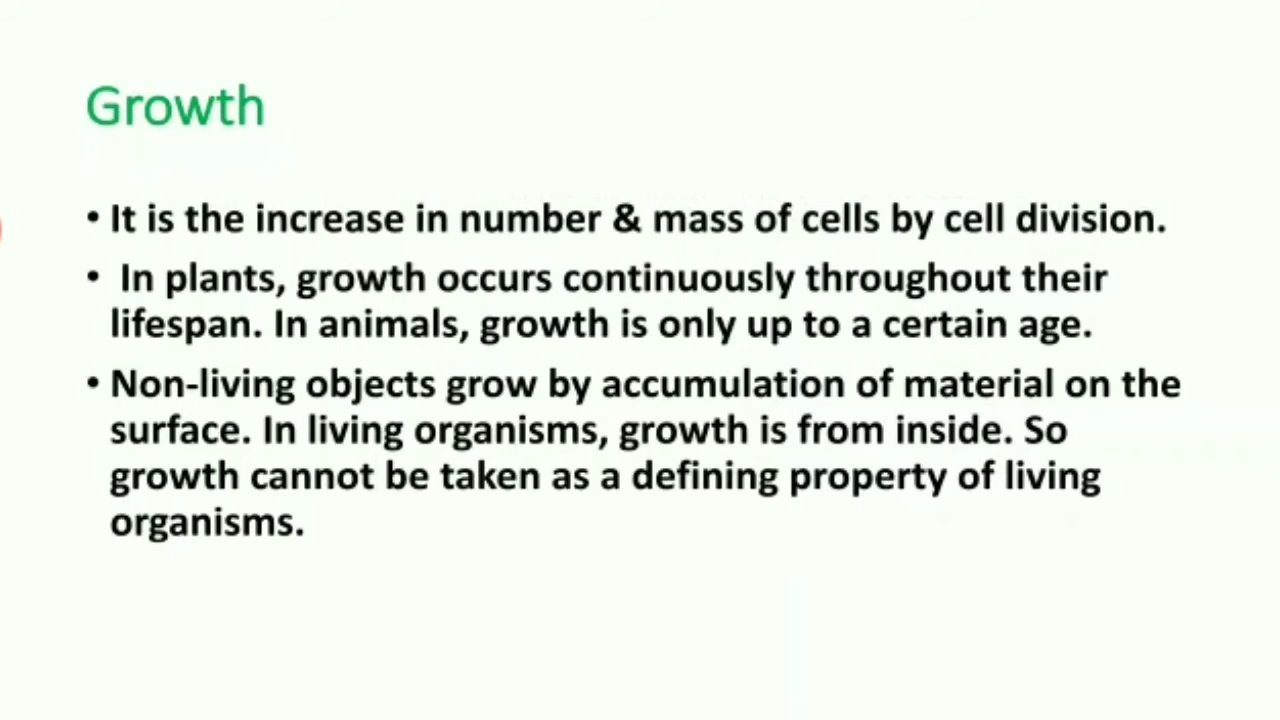 Growth
• It is the increase in number & mass of cells by cell division.
• In plants, growth occurs continuously throughout their
lifespan. In animals, growth is only up to a certain age.
• Non-living objects grow by accumulation of material on the
surface. In living organisms, growth is from inside. So
growth cannot be taken as a defining property of living
organisms.